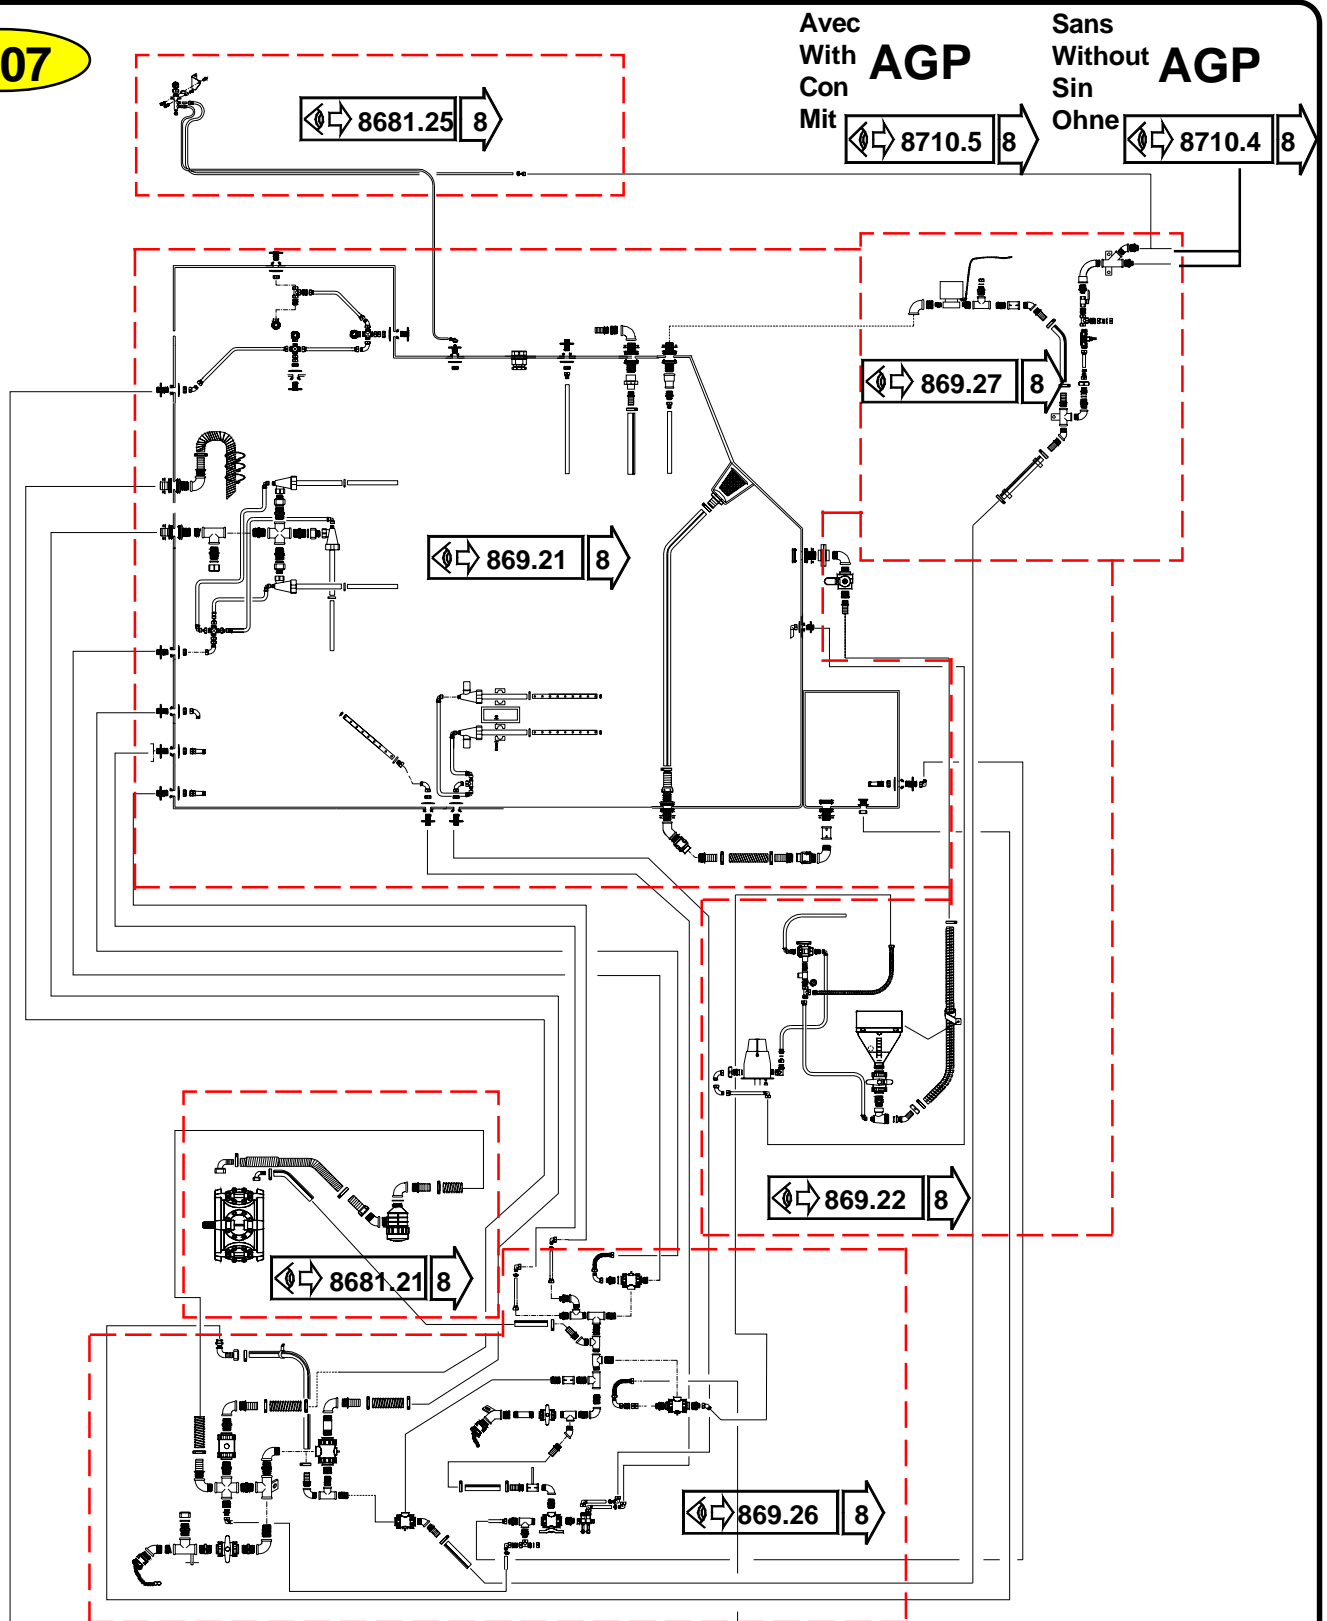 07
Avec
With
Con
Mit
AGP
Sans
Without
Sin
Ohne
AGP
8681.25 8
8710.5 8
8710.4 8
869.27 8
869.21 8
869.22 8
8681.21 8
869.26 8